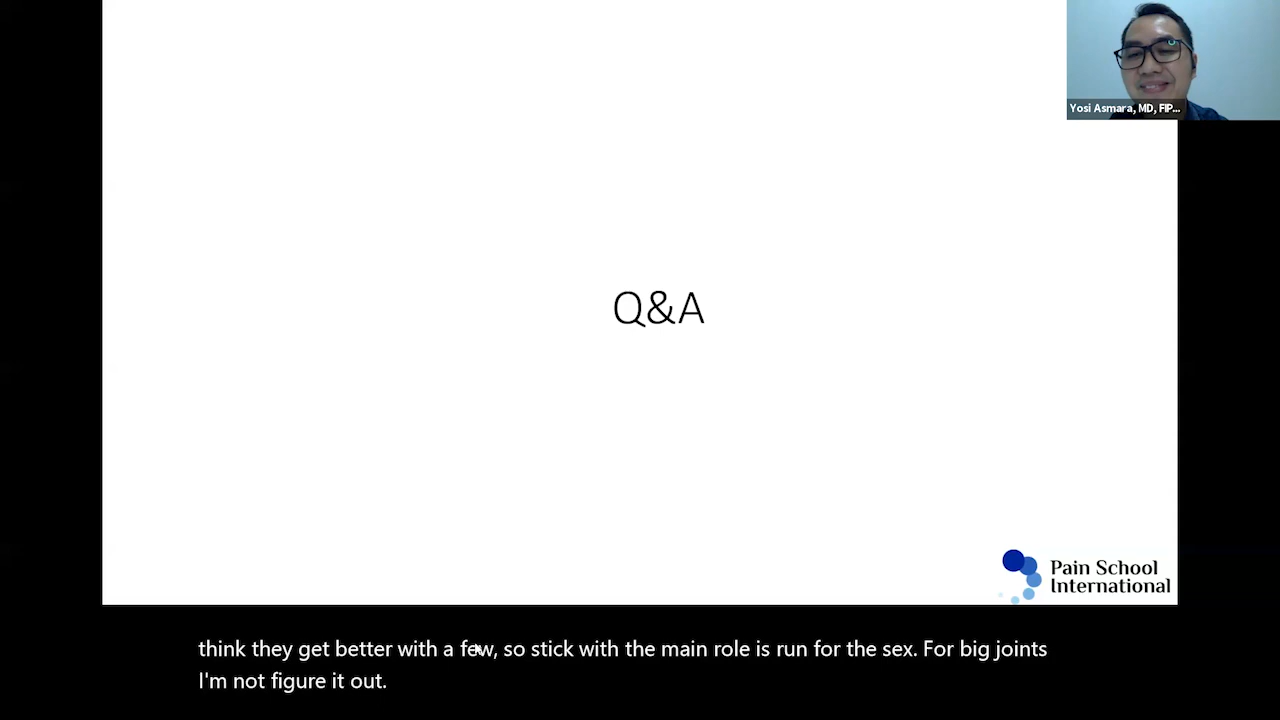 Yosi Asmara, MD, FIP...
Q&A
Pain School
International
think they get better with a few, so stick with the main role is run for the sex. For big joints
I'm not figure it out.